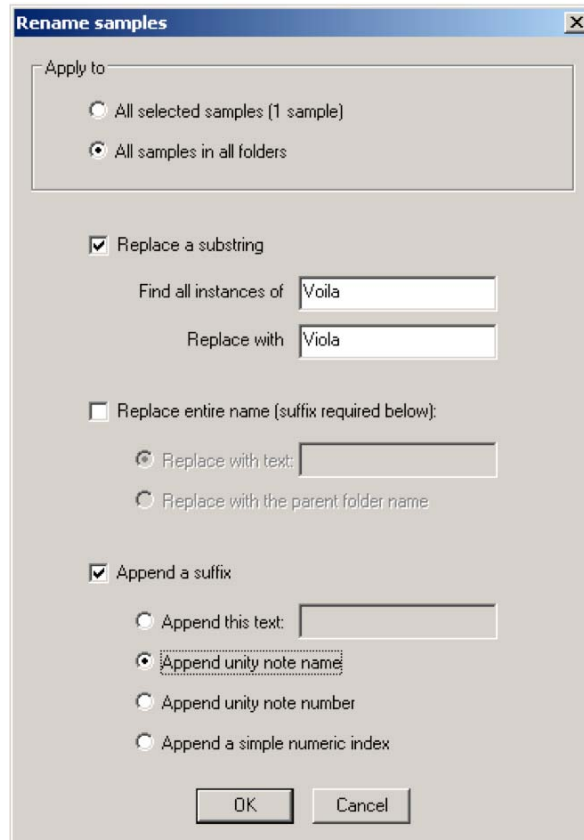 Rename samples
Apply to
All selected samples (1 sample)
All samples in all folders
Replace a substring
Find all instances of Voila
Replace with Viola
Replace entire name (suffix required below):
Replace with text:
Replace with the parent folder name
Append a suffix
Append this text:
Append unity note name
Append unity note number
Append a simple numeric index
OK Cancel